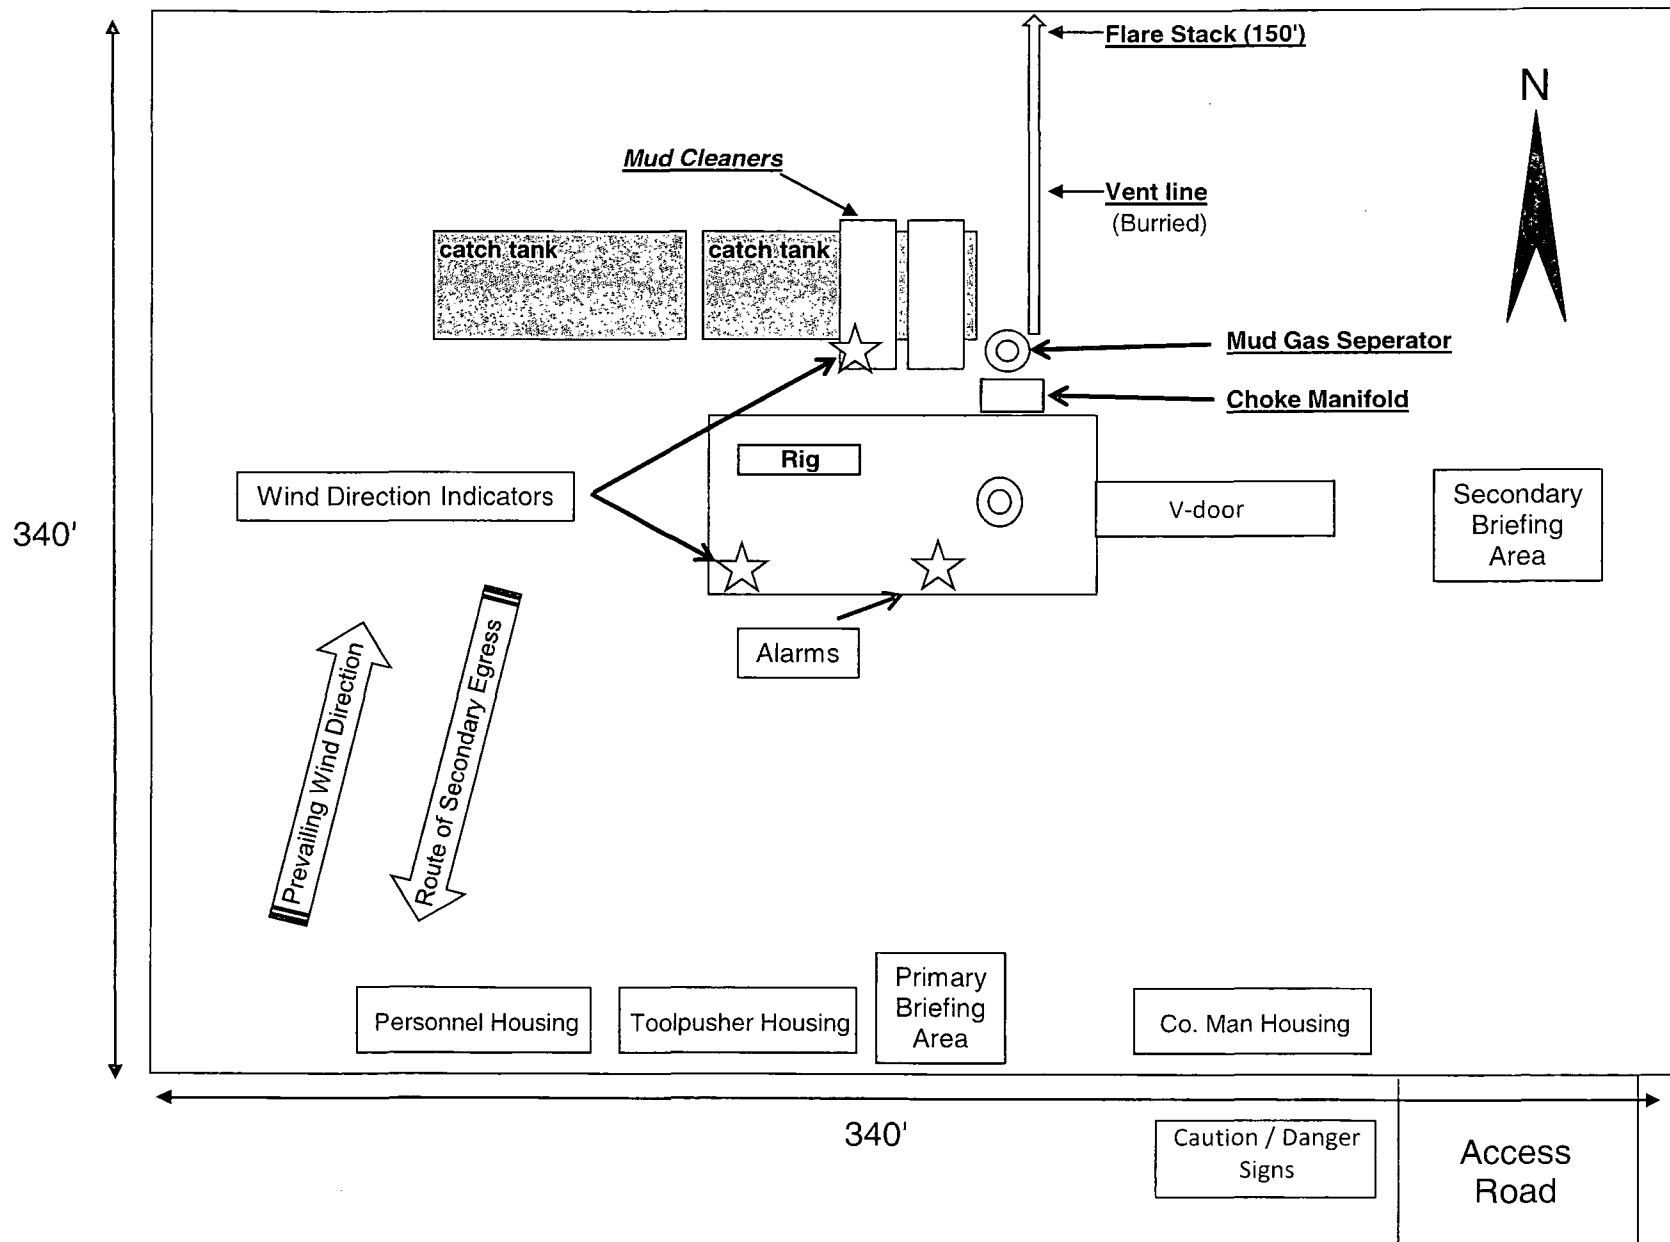 Flare Stack (150')
N
Mud Cleaners
Vent line
(Burried)
catch tank
catch tank
Mud Gas Seperator
Choke Manifold
Rig
Wind Direction Indicators
V-door
Secondary
Briefing
Area
340'
Alarms
Prevailing Wind Direction
Route of Secondary Egress
Personnel Housing
Toolpusher Housing
Primary
Briefing
Area
Co. Man Housing
340'
Caution / Danger
Signs
Access
Road